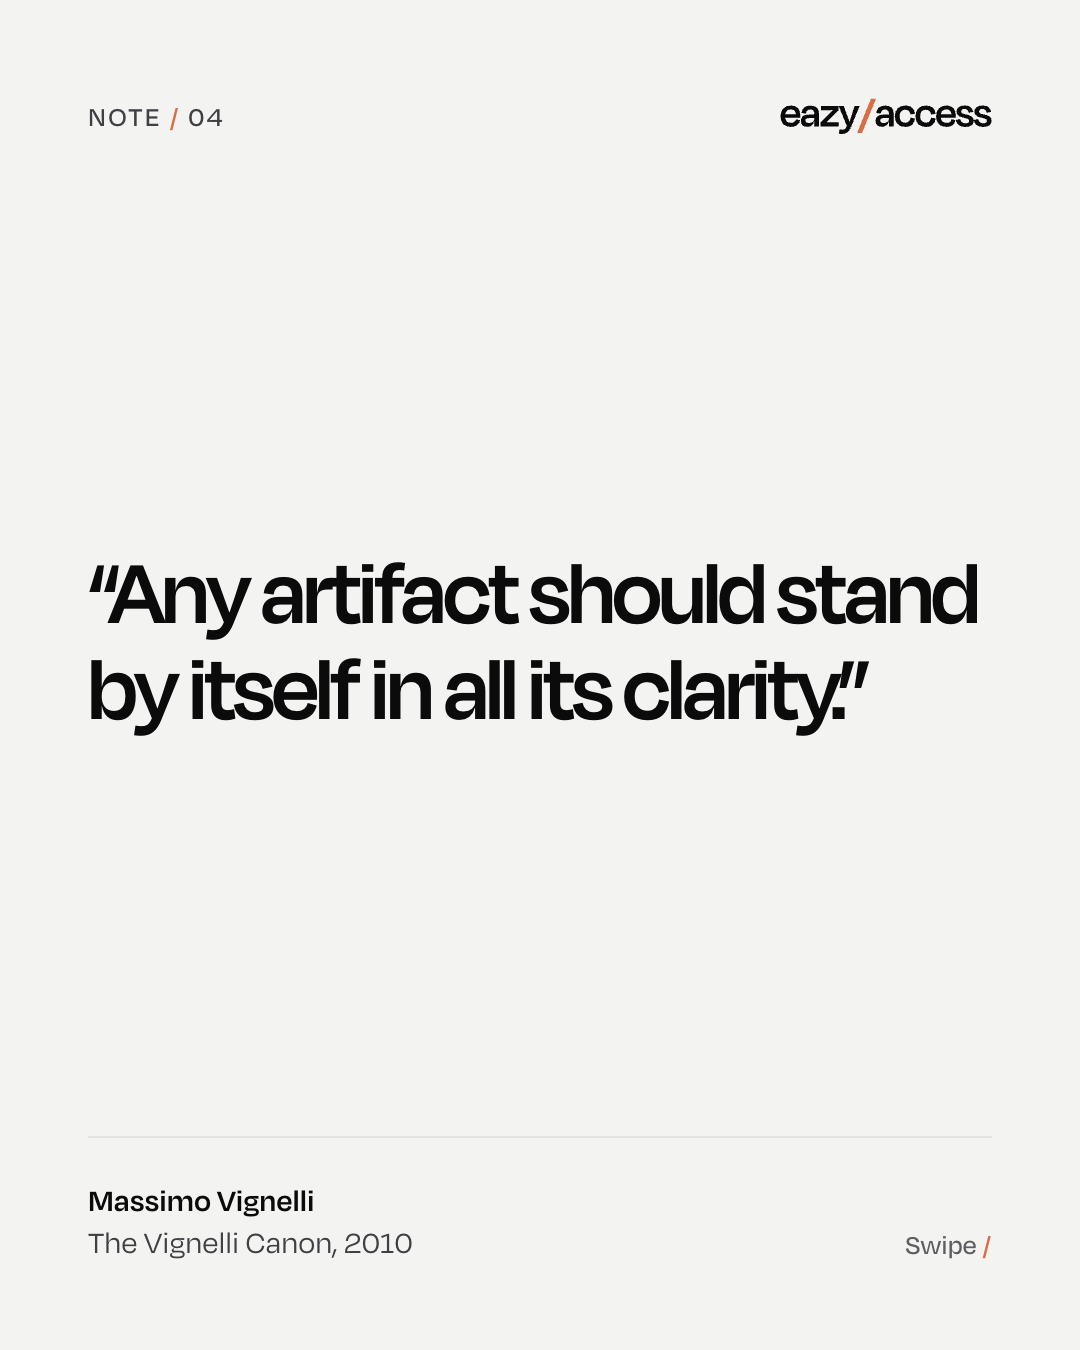 NOTE / 04
eazy/access
“Any artifact should stand
by itself in all its clarity.”
Massimo Vignelli
The Vignelli Canon, 2010
Swipe /